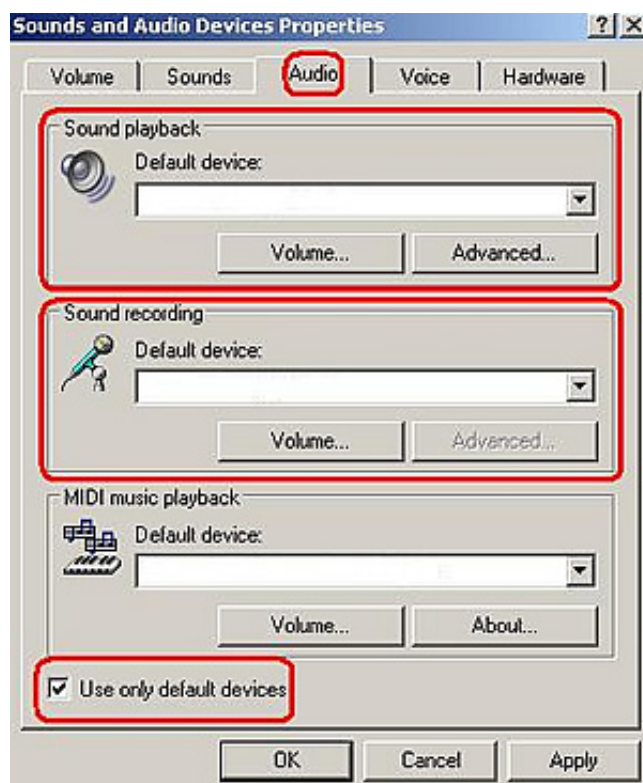 Sounds and Audio Devices Properties
Volume Sounds Audio Voice Hardware
Sound playback
Default device:
Volume... Advanced...
Sound recording
Default device:
Volume... Advanced...
MIDI music playback
Default device:
Volume... About...
Use only default devices
OK Cancel Apply